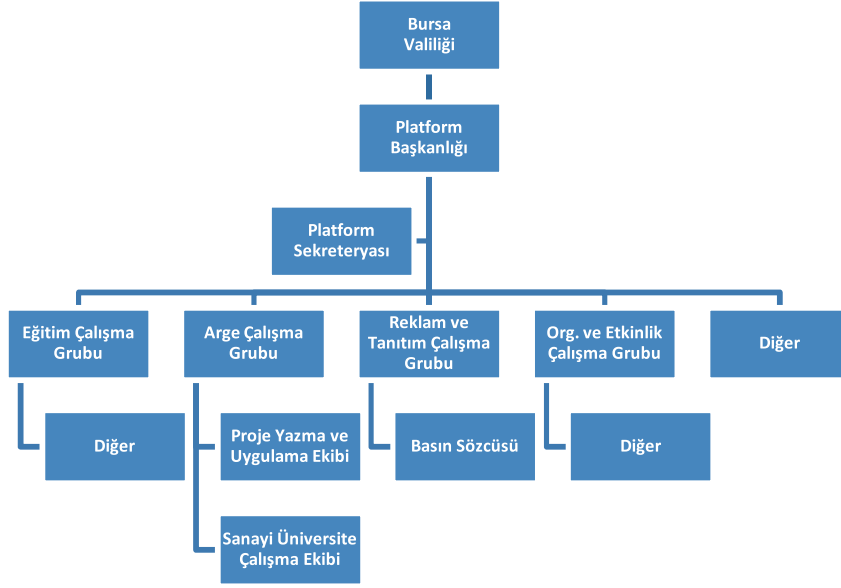 Bursa
Valiliği
Platform
Başkanlığı
Platform
Sekreteryası
Eğitim Çalışma
Grubu
Arge Çalışma
Grubu
Reklam ve
Tanıtım Çalışma
Grubu
Org. ve Etkinlik
Çalışma Grubu
Diğer
Diğer
Proje Yazma ve
Uygulama Ekibi
Basın Sözcüsü
Diğer
Sanayi Üniversite
Çalışma Ekibi